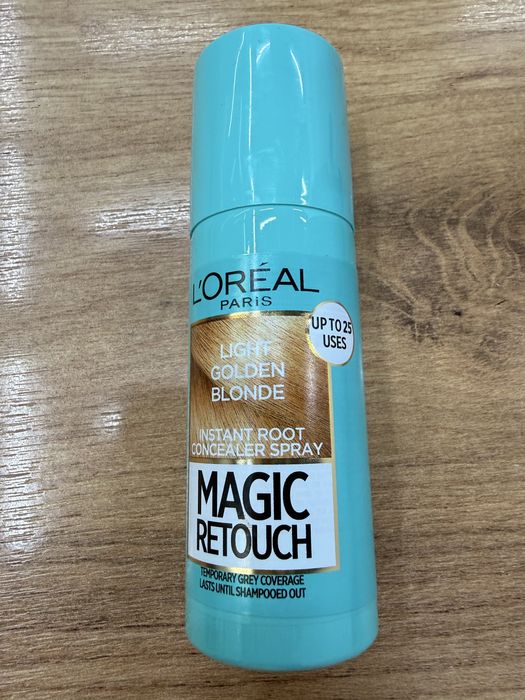 L'ORÉAL
PARIS
UP TO 25
USES
LIGHT
GOLDEN
BLONDE
INSTANT ROOT
CONCEALER SPRAY
MAGIC
RETOUCH
TEMPORARY GREY COVERAGE
LASTS UNTIL SHAMPOOED OUT